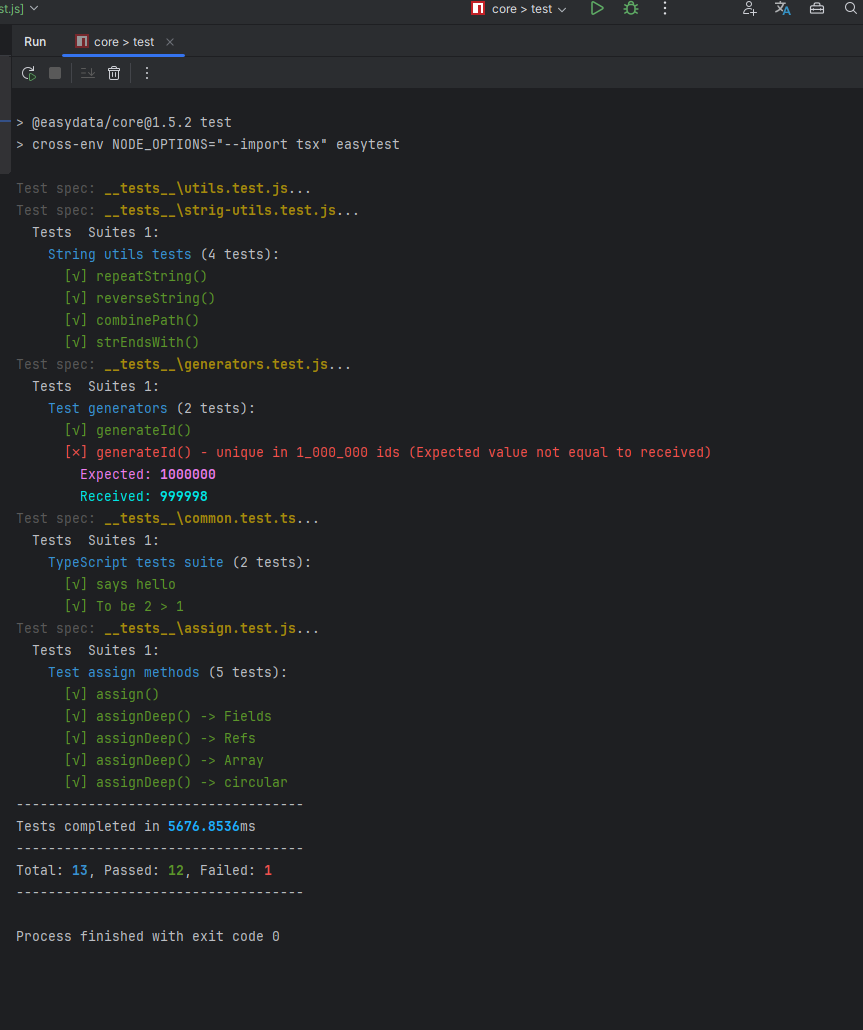 st.js]
core > test
Run
core > test
> @easydata/core@1.5.2 test
> cross-env NODE_OPTIONS="--import tsx" easytest
Test spec: __tests__\utils.test.js...
Test spec: __tests__\strig-utils.test.js...
Tests  Suites 1:
String utils tests (4 tests):
[√] repeatString()
[√] reverseString()
[√] combinePath()
[√] strEndsWith()
Test spec: __tests__\generators.test.js...
Tests  Suites 1:
Test generators (2 tests):
[√] generateId()
[×] generateId() - unique in 1_000_000 ids (Expected value not equal to received)
Expected: 1000000
Received: 999998
Test spec: __tests__\common.test.ts...
Tests  Suites 1:
TypeScript tests suite (2 tests):
[√] says hello
[√] To be 2 > 1
Test spec: __tests__\assign.test.js...
Tests  Suites 1:
Test assign methods (5 tests):
[√] assign()
[√] assignDeep() -> Fields
[√] assignDeep() -> Refs
[√] assignDeep() -> Array
[√] assignDeep() -> circular
------------------------------------
Tests completed in 5676.8536ms
------------------------------------
Total: 13, Passed: 12, Failed: 1
------------------------------------
Process finished with exit code 0